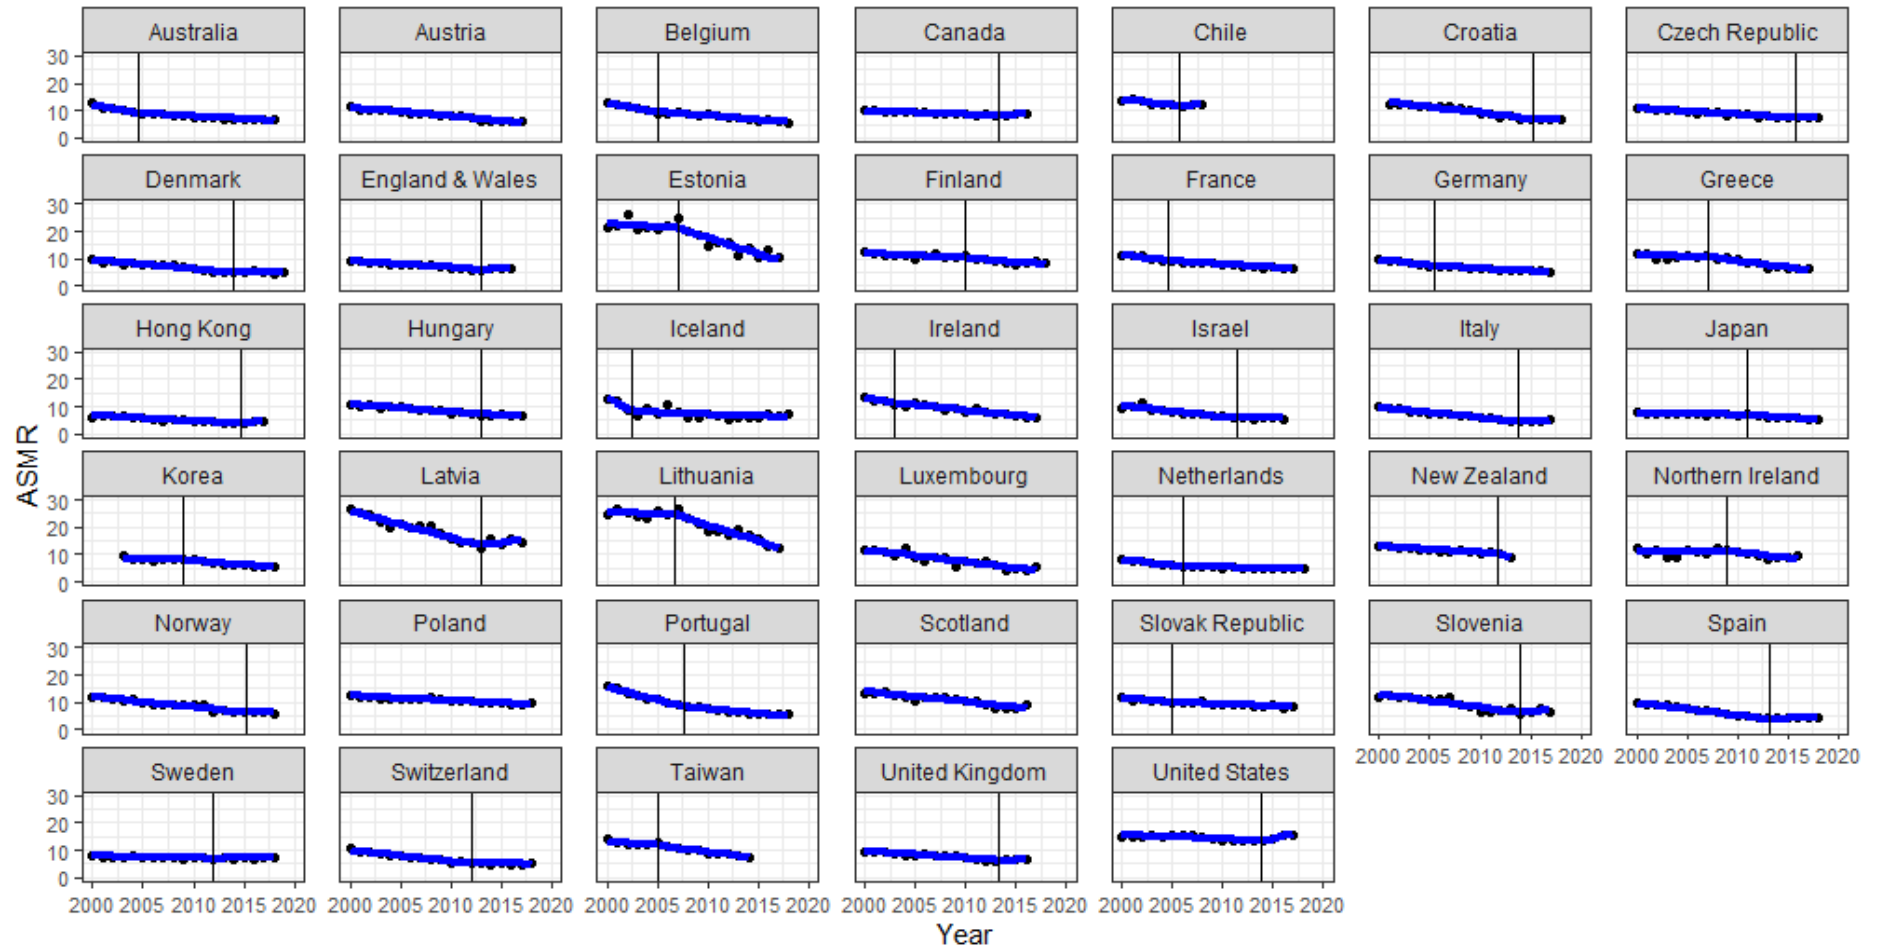 Australia Austria Belgium Canada Chile Croatia Czech Republic
30
20
10
0
Denmark England & Wales Estonia Finland France Germany Greece
30
20
10
0
Hong Kong Hungary Iceland Ireland Israel Italy Japan
30
20
10
0
ASMR
Korea Latvia Lithuania Luxembourg Netherlands New Zealand Northern Ireland
30
20
10
0
Norway Poland Portugal Scotland Slovak Republic Slovenia Spain
30
20
10
0
2000 2005 2010 2015 2020 2000 2005 2010 2015 2020
Sweden Switzerland Taiwan United Kingdom United States
30
20
10
0
2000 2005 2010 2015 2020 2000 2005 2010 2015 2020 2000 2005 2010 2015 2020 2000 2005 2010 2015 2020 2000 2005 2010 2015 2020
Year